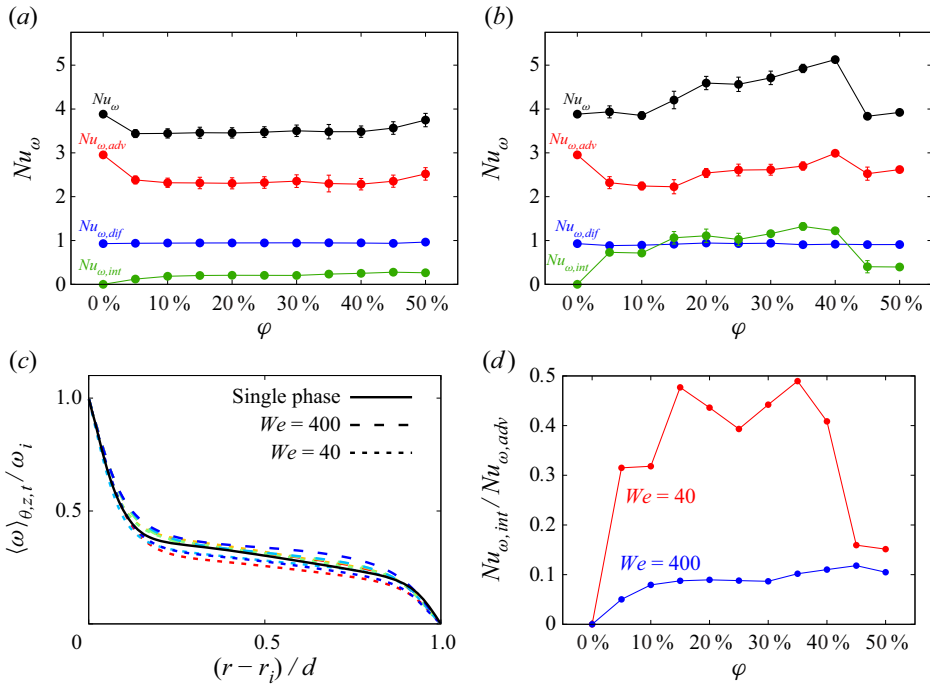 (a)
(b)
5
4
3
2
1
0
Nu_ω
Nu_ω
Nu_ω,adv
Nu_ω,dif
Nu_ω,int
0 % 10 % 20 % 30 % 40 % 50 %
φ
5
4
3
2
1
0
Nu_ω
Nu_ω,adv
Nu_ω,dif
Nu_ω,int
0 % 10 % 20 % 30 % 40 % 50 %
φ
(c)
(d)
1.0
0.5
⟨ω⟩_θ,z,t / ω_i
Single phase
We = 400
We = 40
0 0.5 1.0
(r − r_i) / d
0.5
0.4
0.3
0.2
0.1
0
Nu_ω,int / Nu_ω,adv
We = 40
We = 400
0 % 10 % 20 % 30 % 40 % 50 %
φ